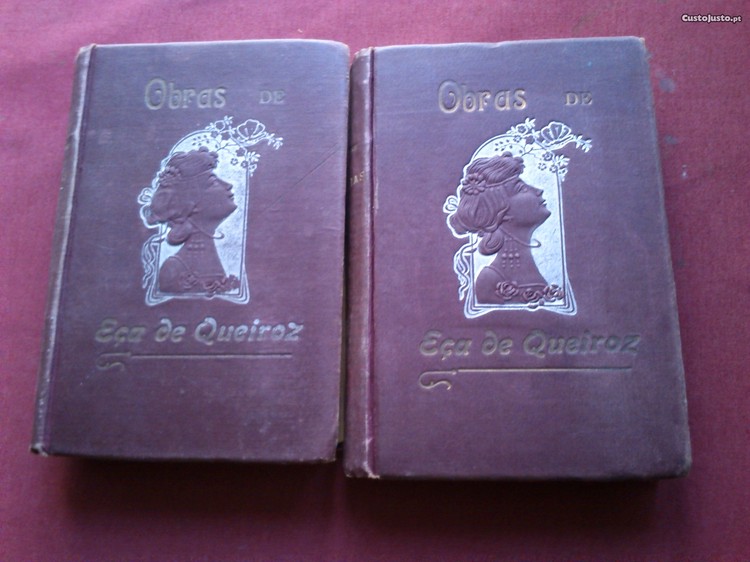 CustoJusto.pt
Obras DE
Eça de Queiroz
Obras DE
Eça de Queiroz